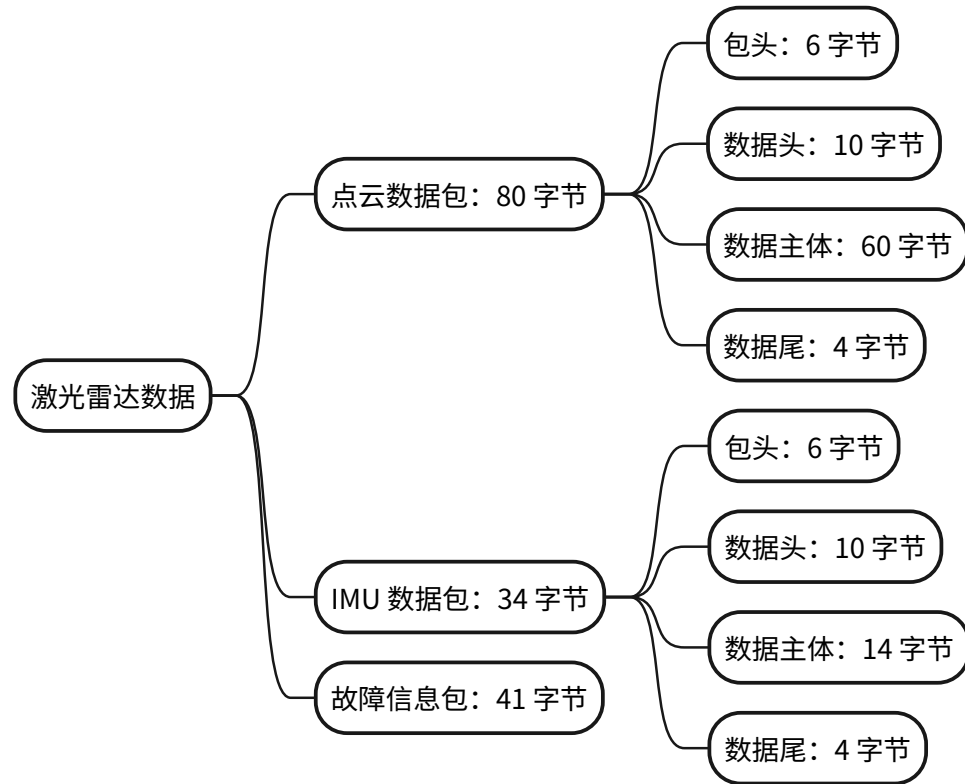 激光雷达数据
点云数据包：80 字节
包头：6 字节
数据头：10 字节
数据主体：60 字节
数据尾：4 字节
IMU 数据包：34 字节
包头：6 字节
数据头：10 字节
数据主体：14 字节
数据尾：4 字节
故障信息包：41 字节